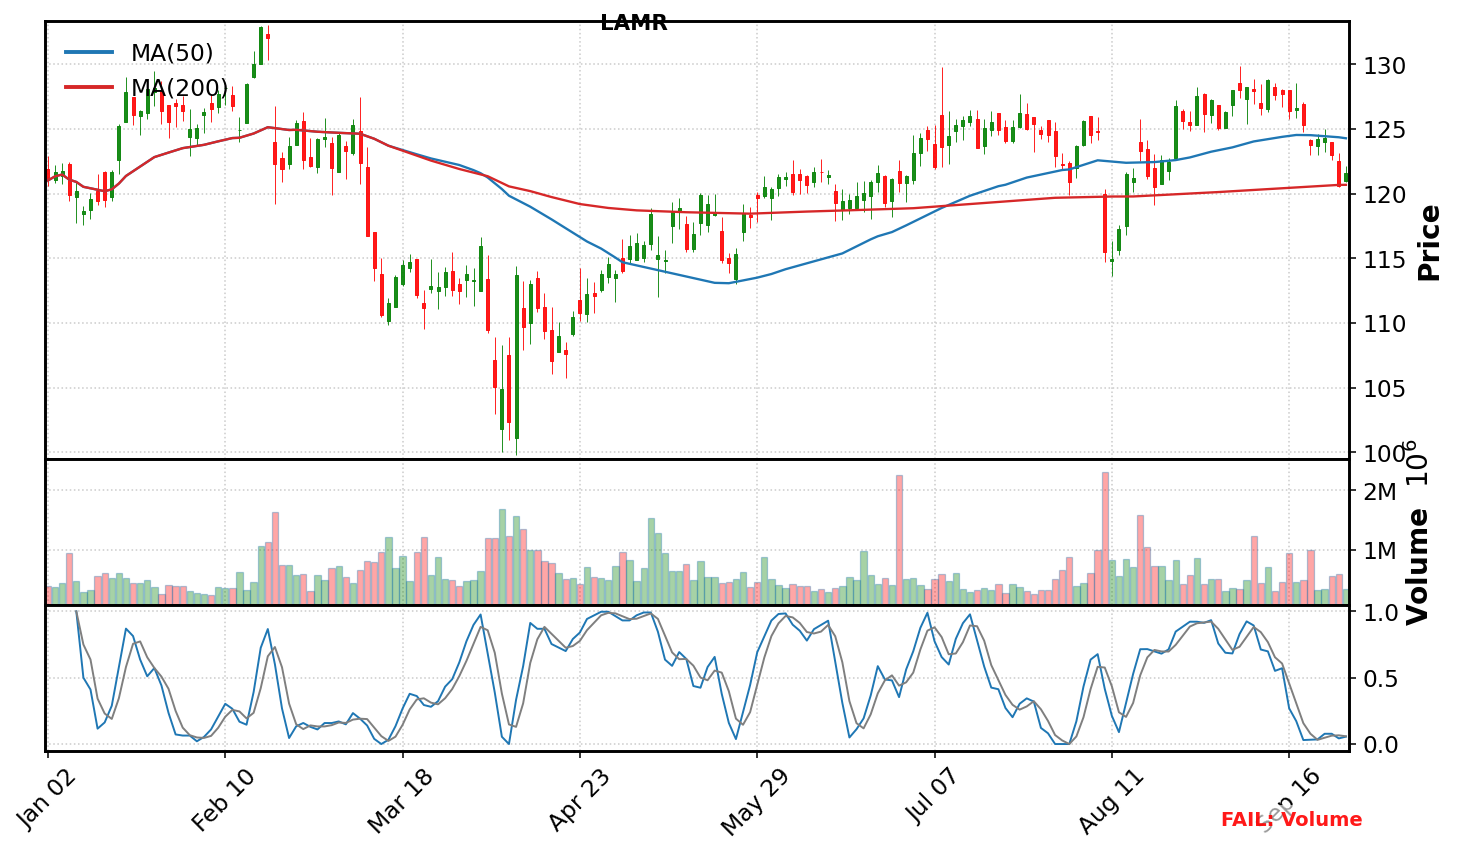 LAMR
MA(50)
MA(200)
130
125
120
115
110
105
100
Price
10^6
2M
1M
Volume
1.0
0.5
0.0
Jan 02
Feb 10
Mar 18
Apr 23
May 29
Jul 07
Aug 11
Sep 16
FAIL: Volume